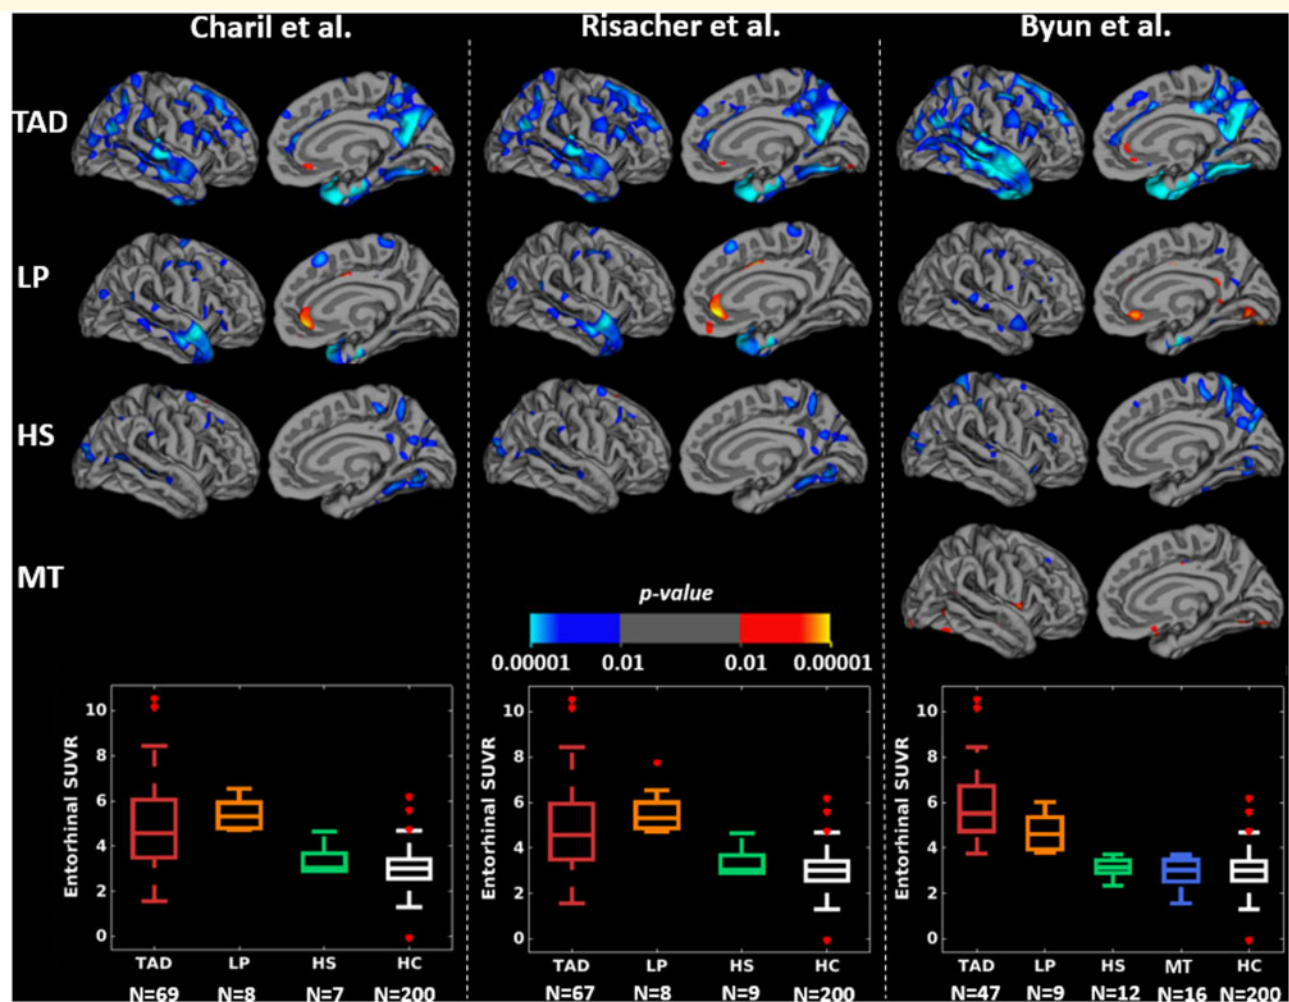 Charil et al. Risacher et al. Byun et al.
TAD
LP
HS
MT
p-value
0.00001 0.01 0.01 0.00001
Entorhinal SUVR
10
8
6
4
2
0
TAD LP HS HC
N=69 N=8 N=7 N=200
Entorhinal SUVR
10
8
6
4
2
0
TAD LP HS HC
N=67 N=8 N=9 N=200
Entorhinal SUVR
10
8
6
4
2
0
TAD LP HS MT HC
N=47 N=9 N=12 N=16 N=200